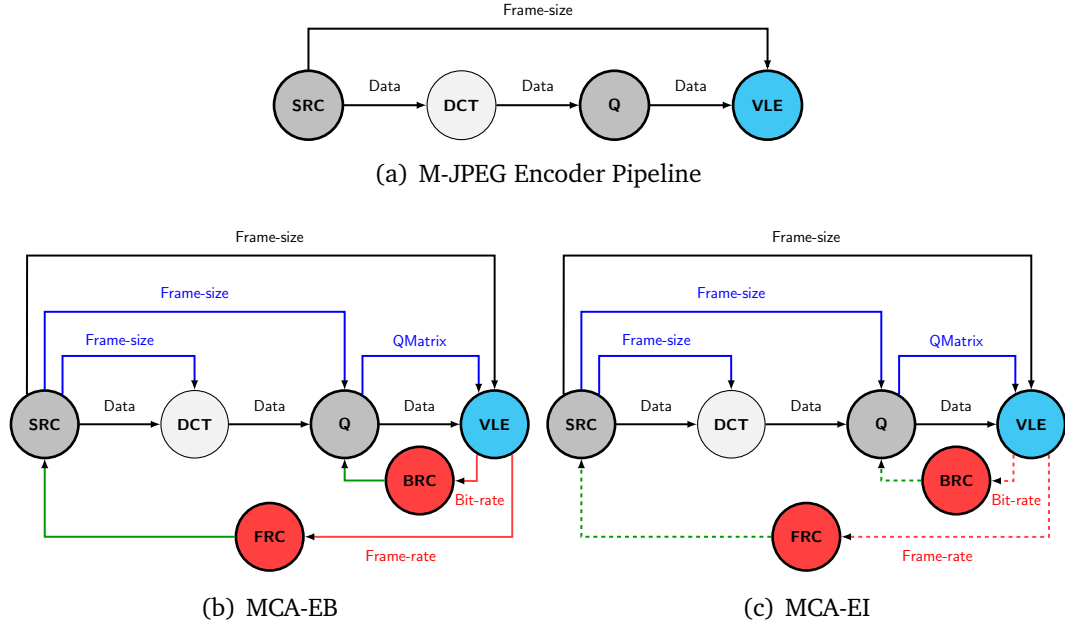 Frame-size
Data
Data
Data
SRC
DCT
Q
VLE
(a) M-JPEG Encoder Pipeline
Frame-size
Frame-size
Frame-size
QMatrix
Data
Data
Data
SRC
DCT
Q
VLE
BRC
Bit-rate
FRC
Frame-rate
(b) MCA-EB
Frame-size
Frame-size
Frame-size
QMatrix
Data
Data
Data
SRC
DCT
Q
VLE
BRC
Bit-rate
FRC
Frame-rate
(c) MCA-EI